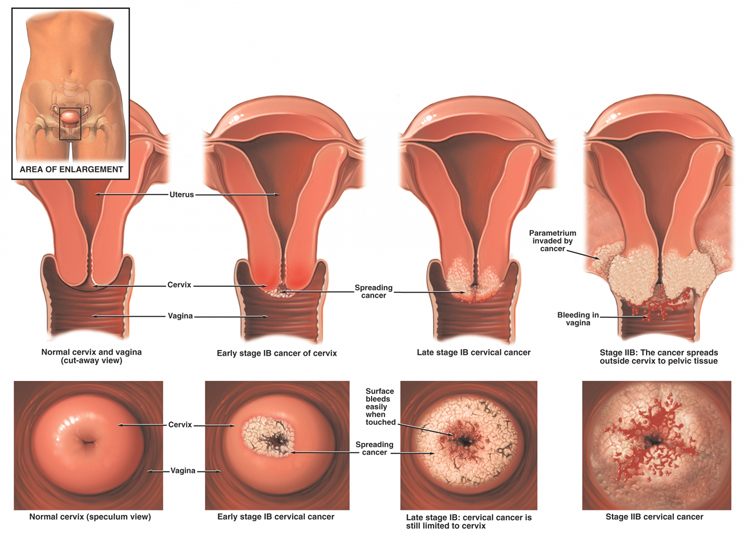 AREA OF ENLARGEMENT
Uterus
Cervix
Vagina
Spreading
cancer
Parametrium
invaded by
cancer
Bleeding in
vagina
Normal cervix and vagina
(cut-away view)
Early stage IB cancer of cervix
Late stage IB cervical cancer
Stage IIB: The cancer spreads
outside cervix to pelvic tissue
Cervix
Vagina
Surface
bleeds
easily
when
touched
Spreading
cancer
Normal cervix (speculum view)
Early stage IB cervical cancer
Late stage IB: cervical cancer is
still limited to cervix
Stage IIB cervical cancer